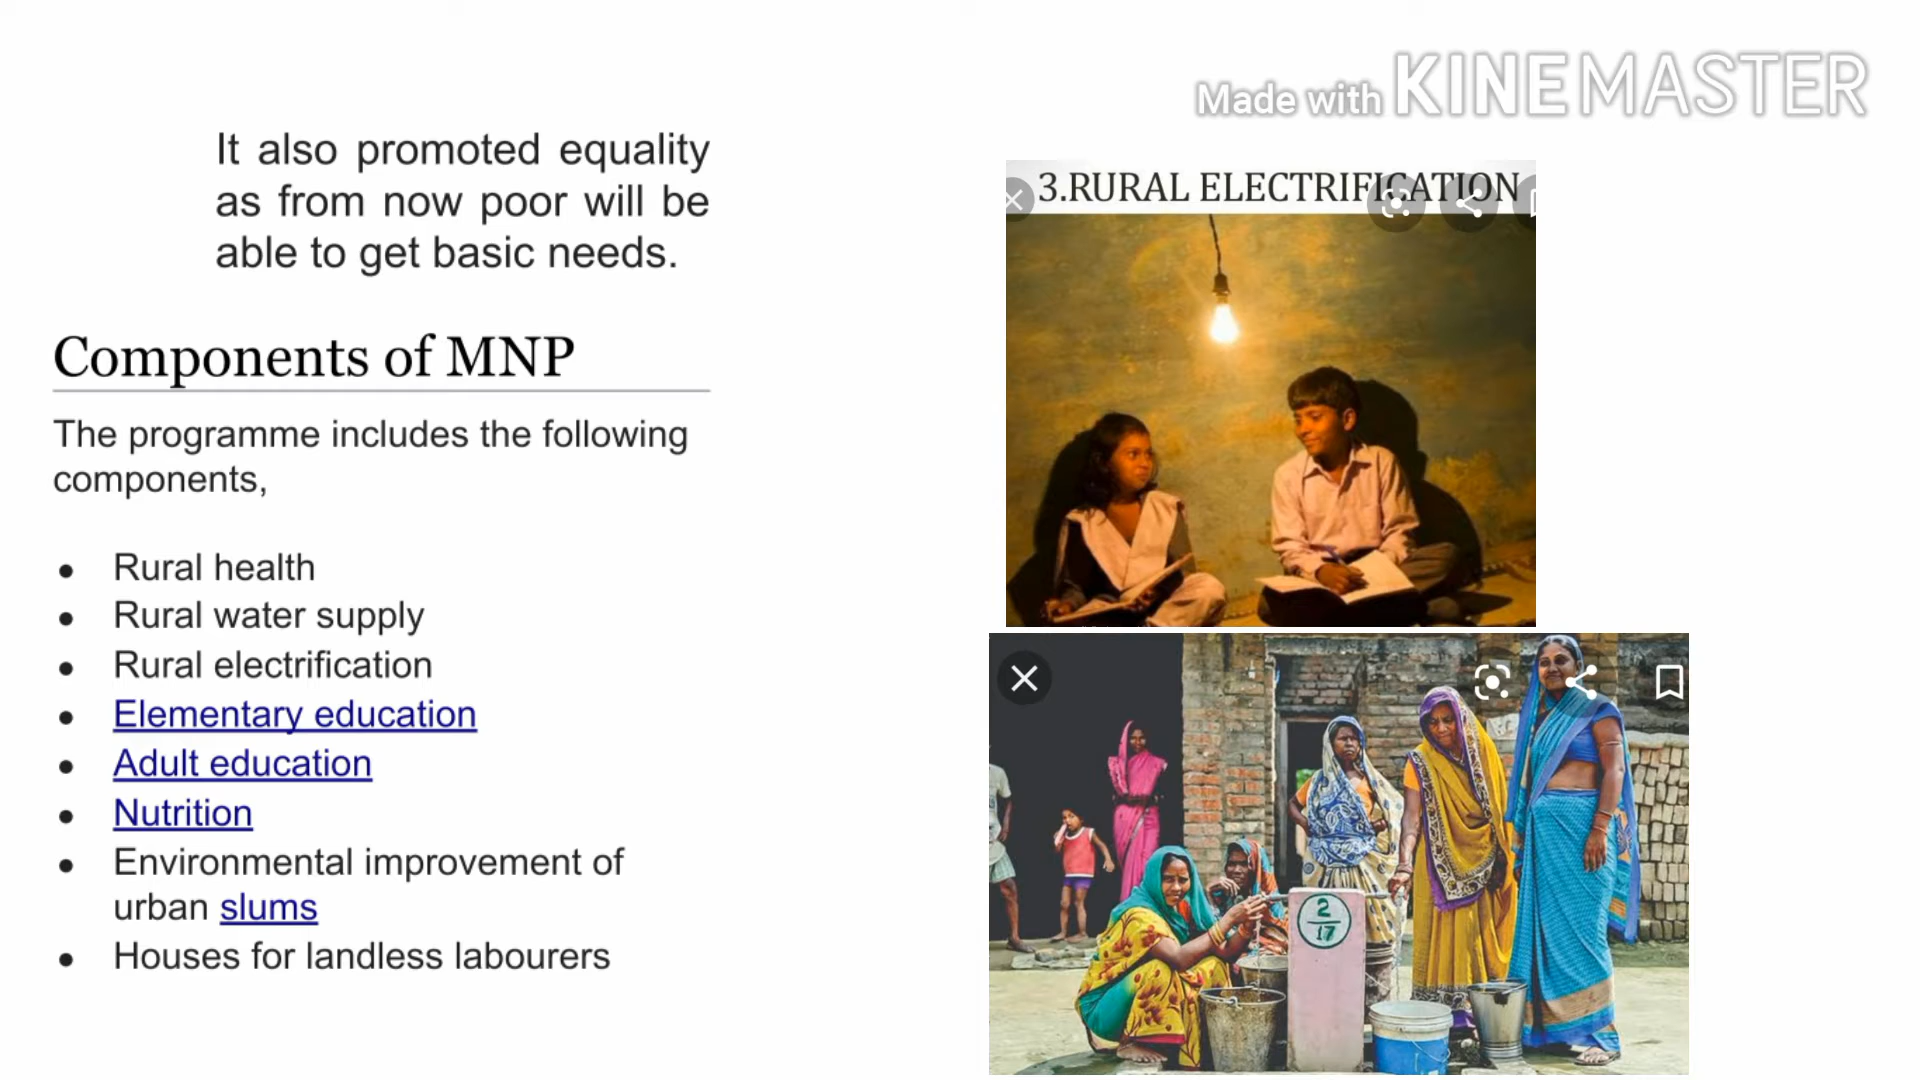 Made with KINEMASTER
It also promoted equality
as from now poor will be
able to get basic needs.
Components of MNP
The programme includes the following
components,
● Rural health
● Rural water supply
● Rural electrification
● Elementary education
● Adult education
● Nutrition
● Environmental improvement of
urban slums
● Houses for landless labourers
3.RURAL ELECTRIFICATION
2
17